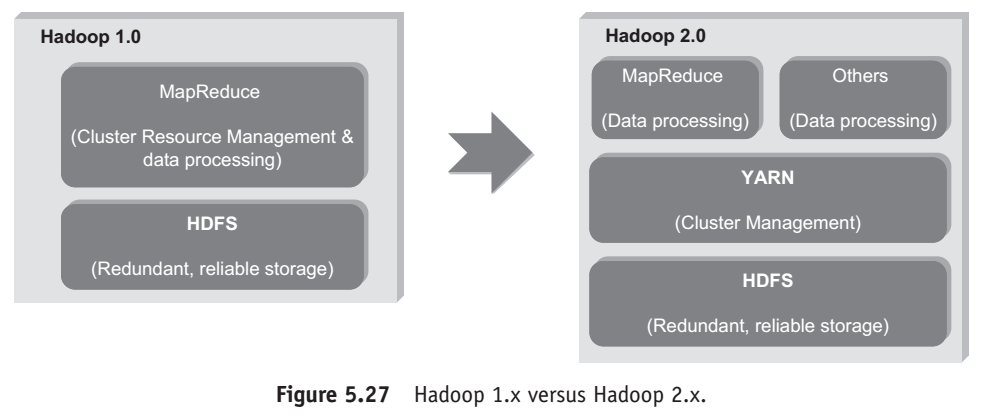 Hadoop 1.0
MapReduce
(Cluster Resource Management &
data processing)
HDFS
(Redundant, reliable storage)
Hadoop 2.0
MapReduce
(Data processing)
Others
(Data processing)
YARN
(Cluster Management)
HDFS
(Redundant, reliable storage)
Figure 5.27 Hadoop 1.x versus Hadoop 2.x.